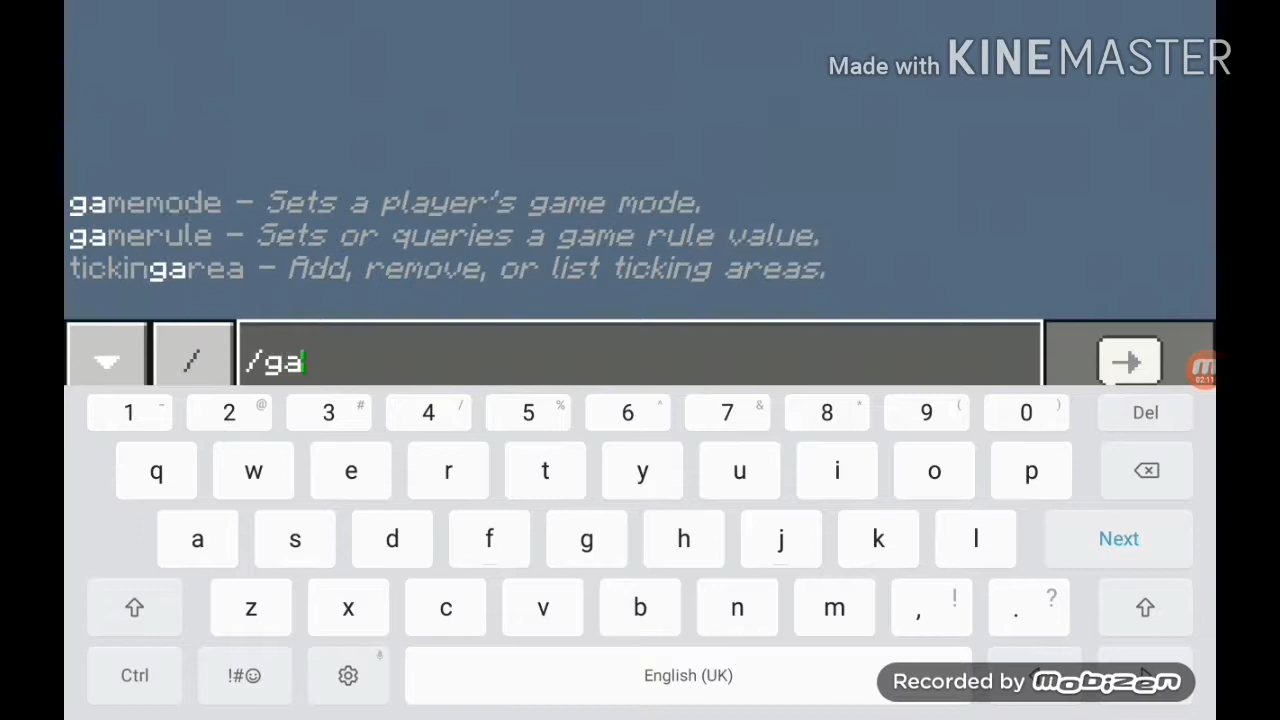 Made with KINEMASTER
gamemode - Sets a player's game mode.
gamerule - Sets or queries a game rule value.
tickingarea - Add, remove, or list ticking areas.
/ /ga
02:11
1 - 2 @ 3 # 4 / 5 % 6 ^ 7 & 8 * 9 ( 0 ) Del
q w e r t y u i o p
a s d f g h j k l Next
z x c v b n m , ! . ?
Ctrl !#☺ English (UK)
Recorded by mobizen